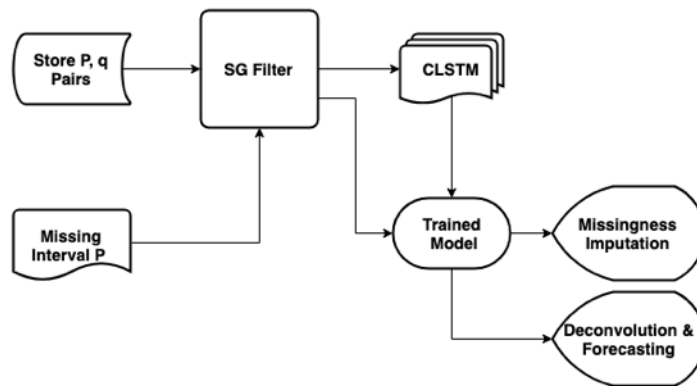 Store P, q
Pairs
SG Filter
CLSTM
Missing
Interval P
Trained
Model
Missingness
Imputation
Deconvolution &
Forecasting